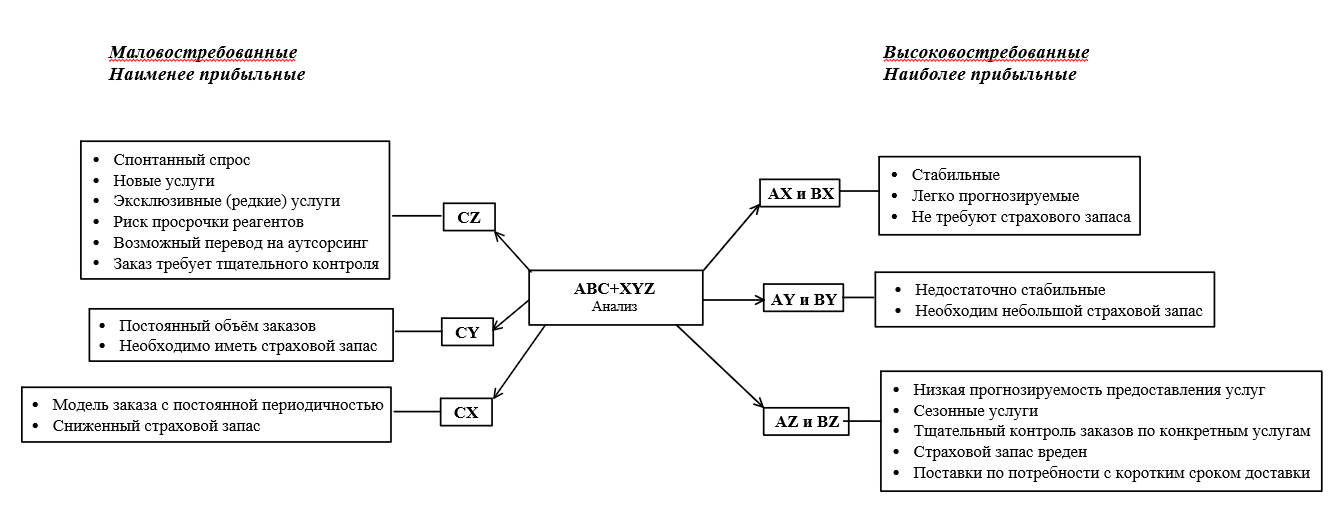 Маловостребованные
Наименее прибыльные
Высоковостребованные
Наиболее прибыльные
• Спонтанный спрос
• Новые услуги
• Эксклюзивные (редкие) услуги
• Риск просрочки реагентов
• Возможный перевод на аутсорсинг
• Заказ требует тщательного контроля
CZ
• Постоянный объём заказов
• Необходимо иметь страховой запас
CY
• Модель заказа с постоянной периодичностью
• Сниженный страховой запас
CX
ABC+XYZ
Анализ
AX и BX
• Стабильные
• Легко прогнозируемые
• Не требуют страхового запаса
AY и BY
• Недостаточно стабильные
• Необходим небольшой страховой запас
AZ и BZ
• Низкая прогнозируемость предоставления услуг
• Сезонные услуги
• Тщательный контроль заказов по конкретным услугам
• Страховой запас вреден
• Поставки по потребности с коротким сроком доставки